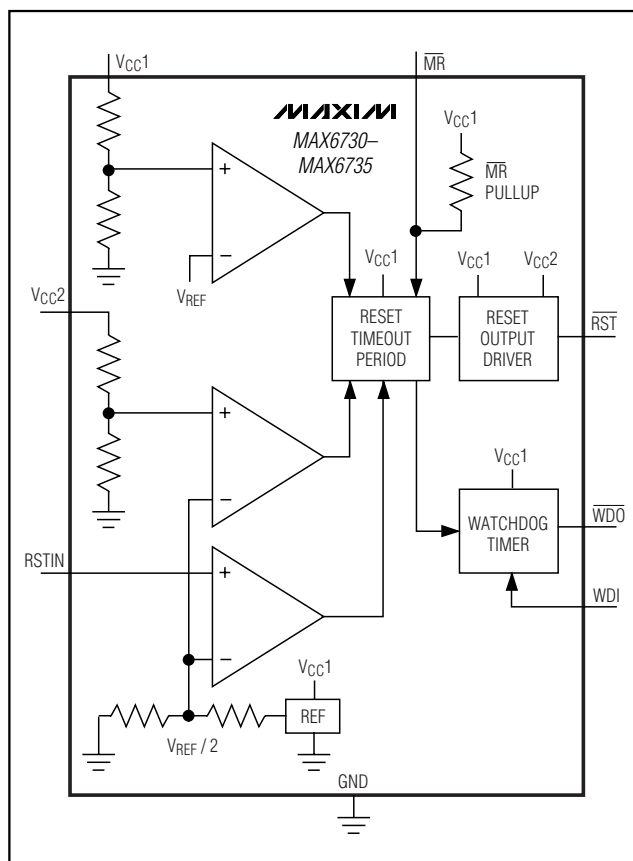 VCC1
MR
MAXIM
MAX6730–
MAX6735
VCC1
MR
PULLUP
+
−
VREF
VCC1
VCC1
VCC2
RESET
TIMEOUT
PERIOD
RESET
OUTPUT
DRIVER
RST
VCC2
+
−
VCC1
WATCHDOG
TIMER
WDO
WDI
RSTIN
+
−
VCC1
REF
VREF / 2
GND